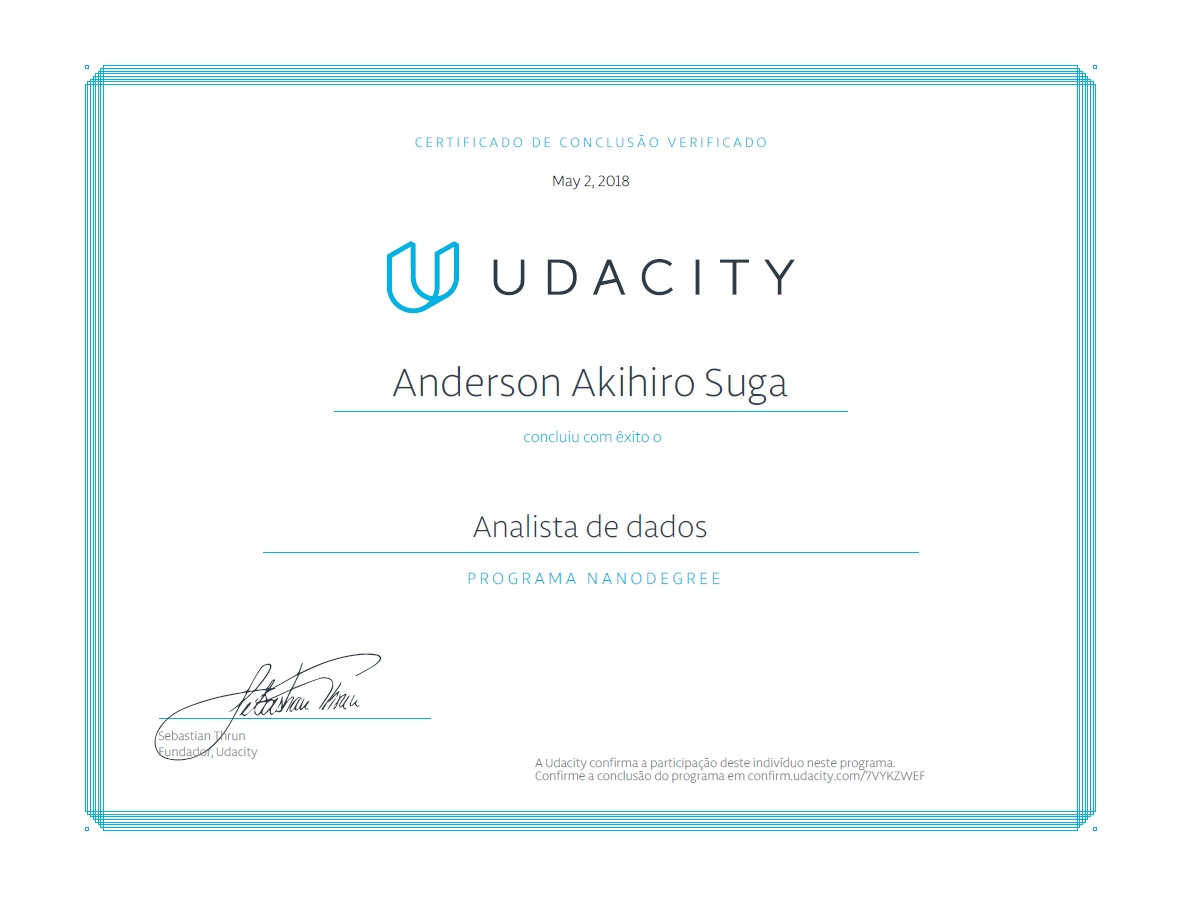 CERTIFICADO DE CONCLUSÃO VERIFICADO
May 2, 2018
UDACITY
Anderson Akihiro Suga
concluiu com êxito o
Analista de dados
PROGRAMA NANODEGREE
Sebastian Thrun
Sebastian Thrun
Fundador, Udacity
A Udacity confirma a participação deste indivíduo neste programa.
Confirme a conclusão do programa em confirm.udacity.com/7VYKZWEF